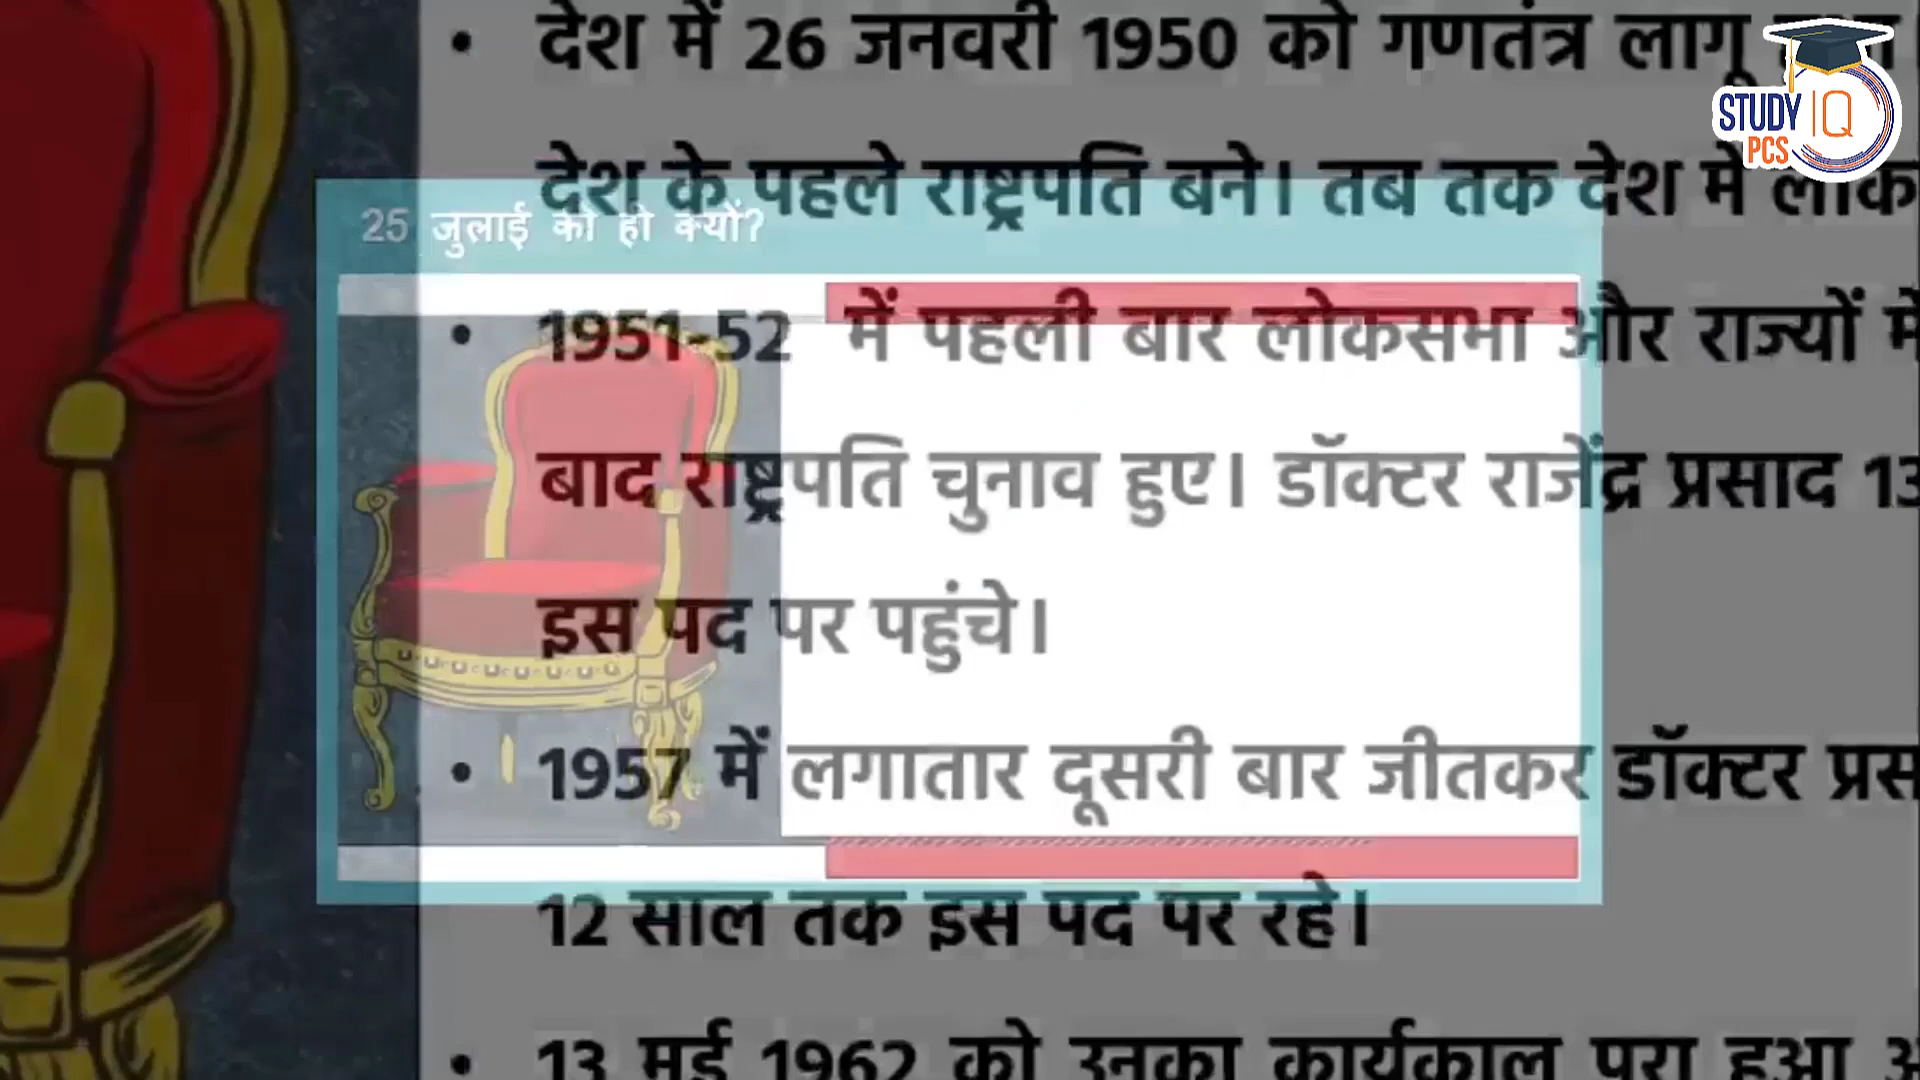 • देश में 26 जनवरी 1950 को गणतंत्र लागू
STUDY IQ
PCS
देश के पहले राष्ट्रपति बने। तब तक देश में
25 जुलाई को ही क्यों?
• 1951-52 में पहली बार लोकसभा और राज्यों में
बाद राष्ट्रपति चुनाव हुए। डॉक्टर राजेंद्र प्रसाद 13
इस पद पर पहुंचे।
• 1957 में लगातार दूसरी बार जीतकर डॉक्टर
12 साल तक इस पद पर रहे।
• 13 मई 1962 को उनका कार्यकाल पूरा हुआ